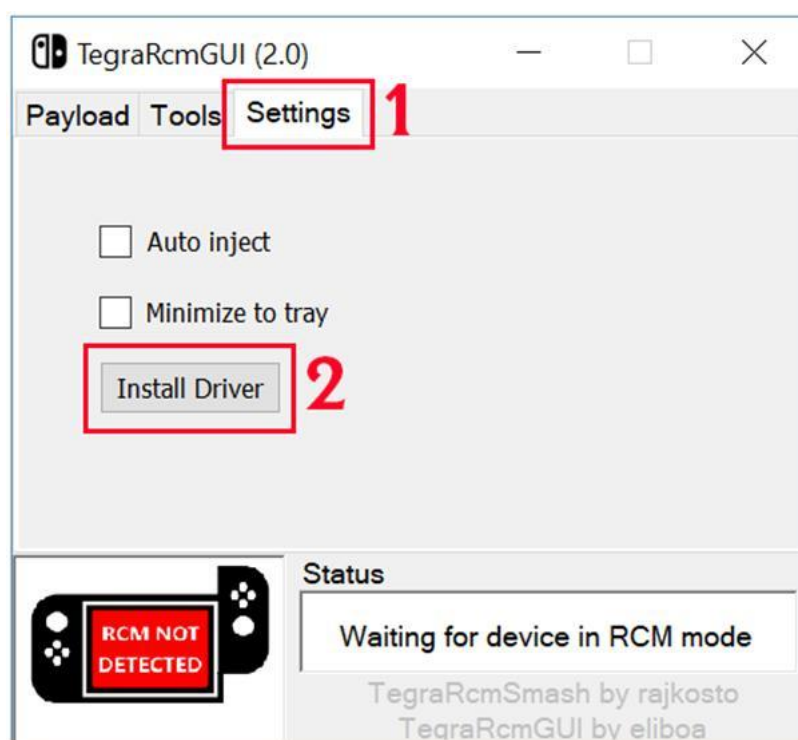 TegraRcmGUI (2.0)
Payload Tools Settings 1
Auto inject
Minimize to tray
Install Driver 2
Status
RCM NOT
DETECTED
Waiting for device in RCM mode
TegraRcmSmash by rajkosto
TegraRcmGUI by eliboa